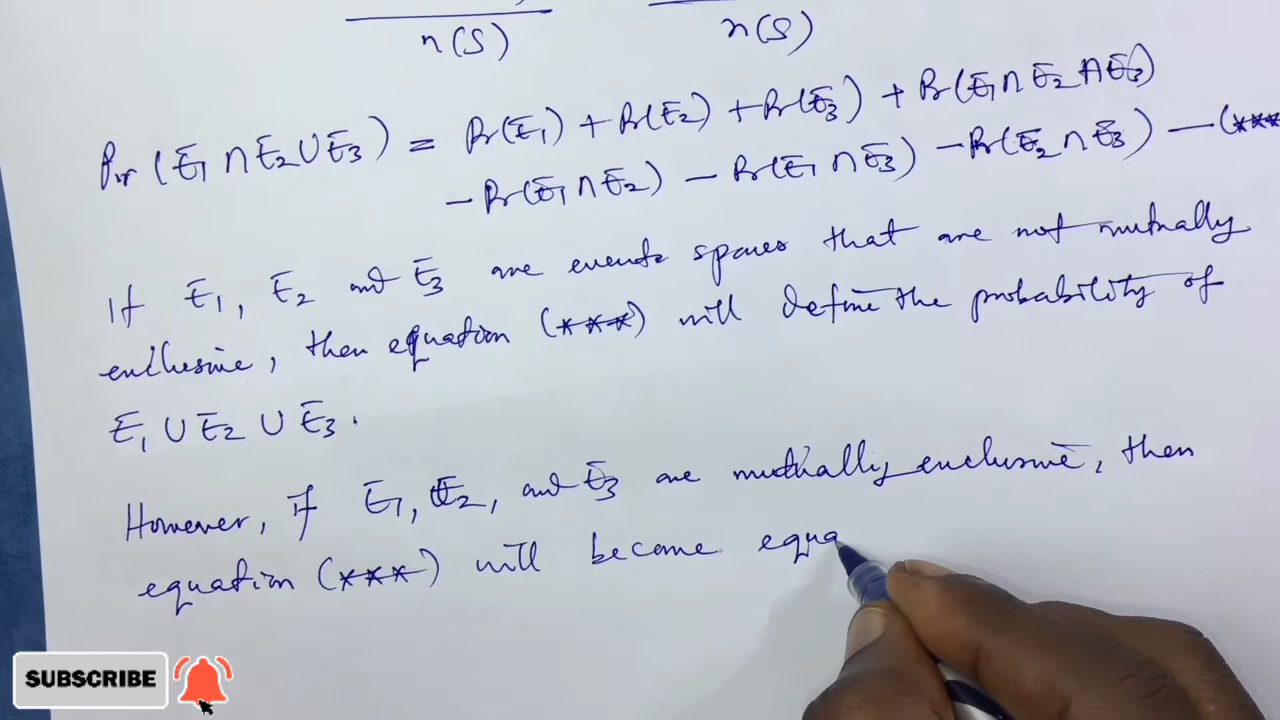 n(S) n(S)
Pr (E1 ∩ E2 ∪ E3) = Pr(E1) + Pr(E2) + Pr(E3) + Pr(E1 ∩ E2 ∩ E3)
- Pr(E1 ∩ E2) - Pr(E1 ∩ E3) - Pr(E2 ∩ E3) — (***
If E1, E2 and E3 are events spaces that are not mutually
exclusive, then equation (***) will define the probability of
E1 ∪ E2 ∪ E3.
However, if E1, E2, and E3 are mutually exclusive, then
equation (***) will become equa
SUBSCRIBE